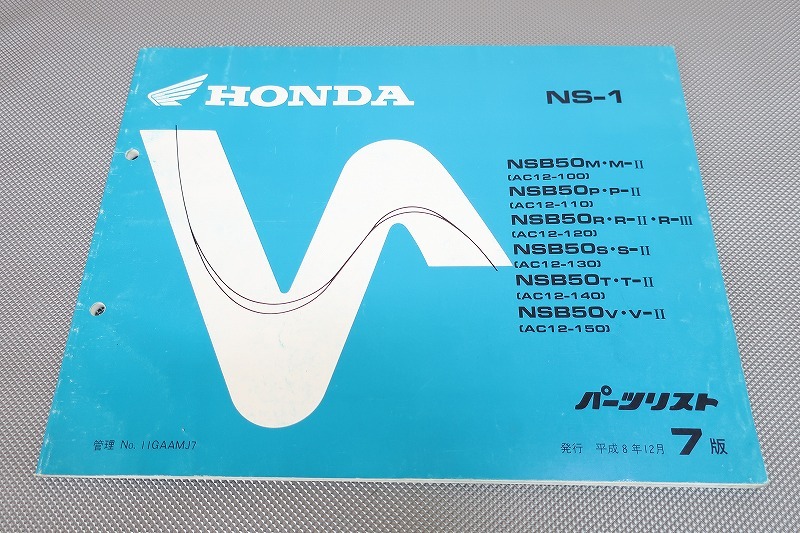 HONDA
NS-1
NSB50M・M-II
(AC12-100)
NSB50P・P-II
(AC12-110)
NSB50R・R-II・R-III
(AC12-120)
NSB50S・S-II
(AC12-130)
NSB50T・T-II
(AC12-140)
NSB50V・V-II
(AC12-150)
パーツリスト
管理 No. 11GAAMJ7
発行 平成8年12月 7版